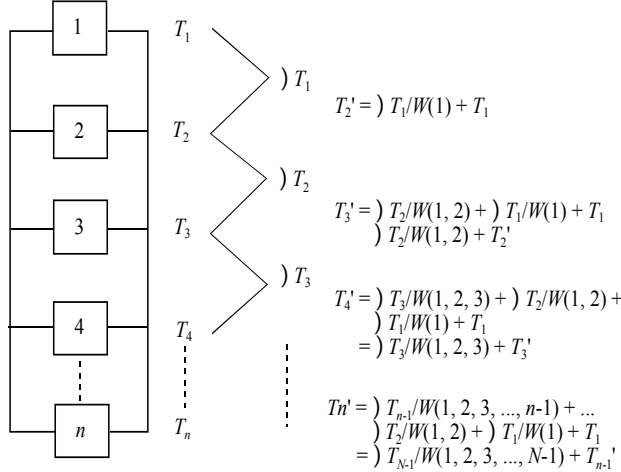 1
T₁
) T₁
T₂' = ) T₁/W(1) + T₁
2
T₂
) T₂
T₃' = ) T₂/W(1, 2) + ) T₁/W(1) + T₁
) T₂/W(1, 2) + T₂'
3
T₃
) T₃
T₄' = ) T₃/W(1, 2, 3) + ) T₂/W(1, 2) +
) T₁/W(1) + T₁
= ) T₃/W(1, 2, 3) + T₃'
4
T₄
n
Tₙ
Tn' = ) Tₙ₋₁/W(1, 2, 3, ..., n-1) + ...
) T₂/W(1, 2) + ) T₁/W(1) + T₁
= ) T_N-1/W(1, 2, 3, ..., N-1) + Tₙ₋₁'